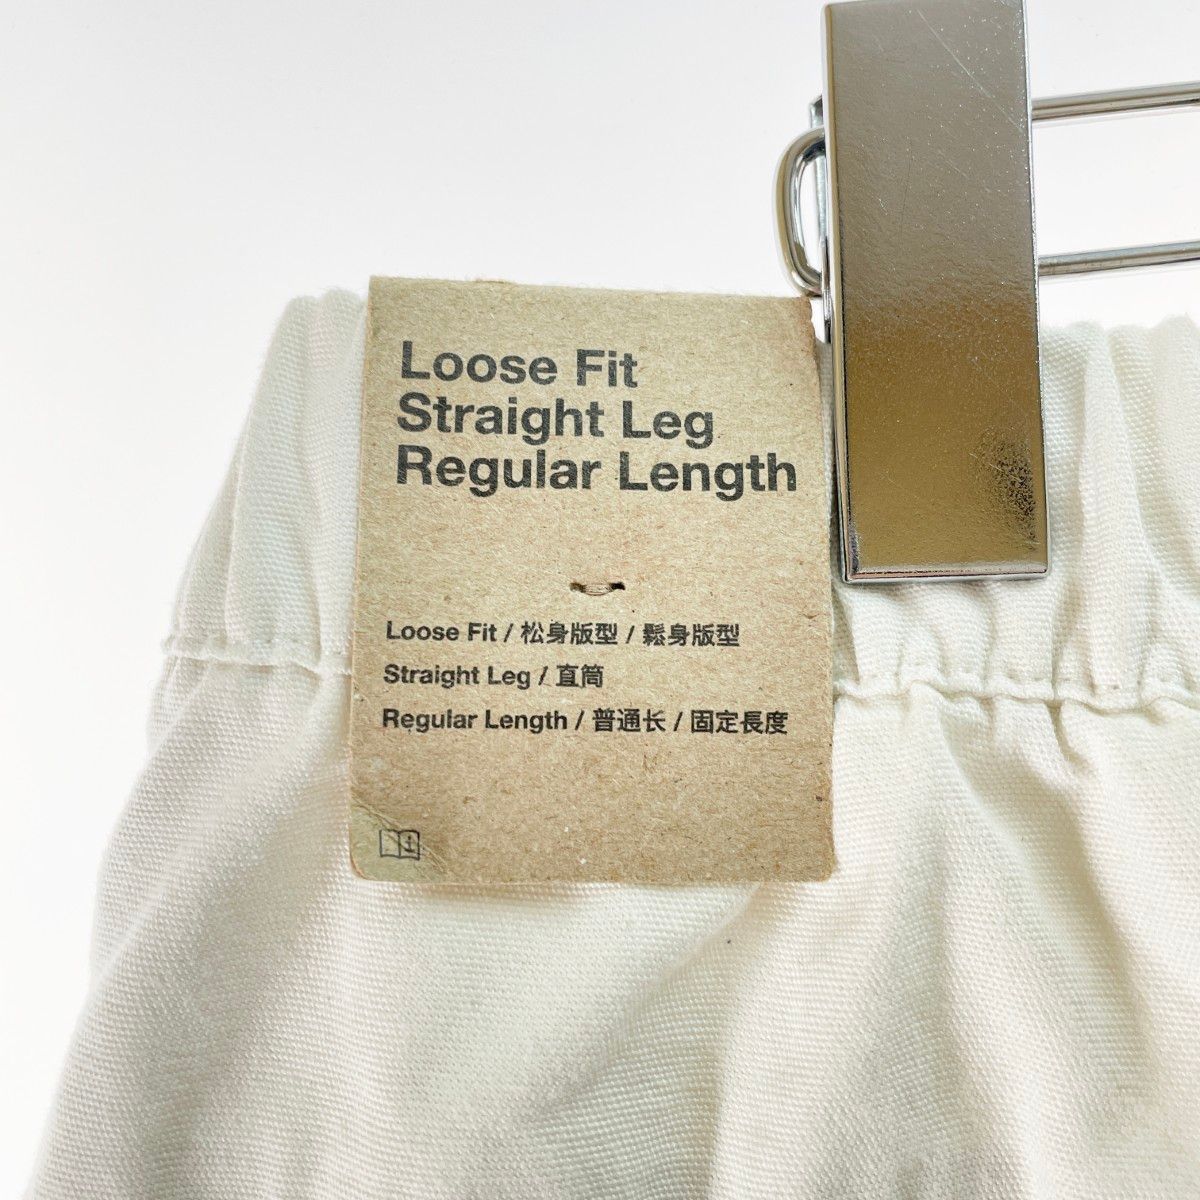 Loose Fit
Straight Leg
Regular Length
Loose Fit / 松身版型 / 鬆身版型
Straight Leg / 直筒
Regular Length / 普通长 / 固定長度